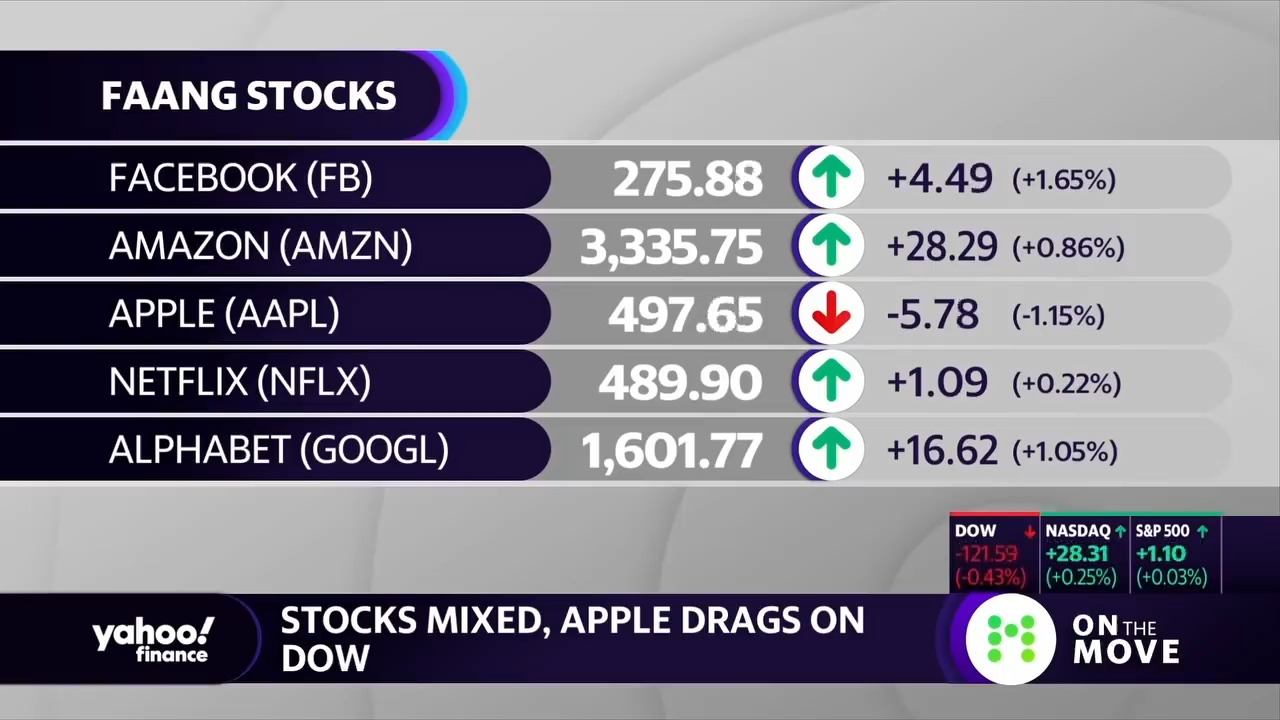 FAANG STOCKS
FACEBOOK (FB) 275.88 +4.49 (+1.65%)
AMAZON (AMZN) 3,335.75 +28.29 (+0.86%)
APPLE (AAPL) 497.65 -5.78 (-1.15%)
NETFLIX (NFLX) 489.90 +1.09 (+0.22%)
ALPHABET (GOOGL) 1,601.77 +16.62 (+1.05%)
DOW NASDAQ S&P 500
-121.59 +28.31 +1.10
(-0.43%) (+0.25%) (+0.03%)
yahoo!
finance
STOCKS MIXED, APPLE DRAGS ON
DOW
ON THE
MOVE